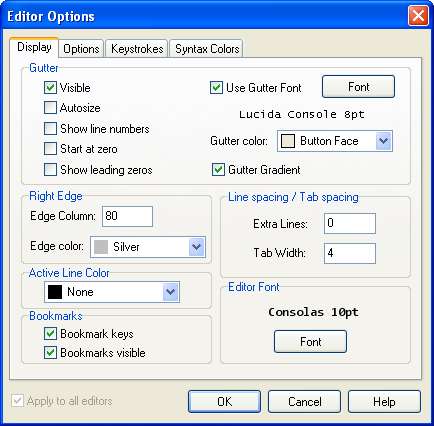 Editor Options
Display Options Keystrokes Syntax Colors
Gutter
Visible
Autosize
Show line numbers
Start at zero
Show leading zeros
Use Gutter Font Font
Lucida Console 8pt
Gutter color: Button Face
Gutter Gradient
Right Edge
Edge Column: 80
Edge color: Silver
Line spacing / Tab spacing
Extra Lines: 0
Tab Width: 4
Active Line Color
None
Bookmarks
Bookmark keys
Bookmarks visible
Editor Font
Consolas 10pt
Font
Apply to all editors OK Cancel Help